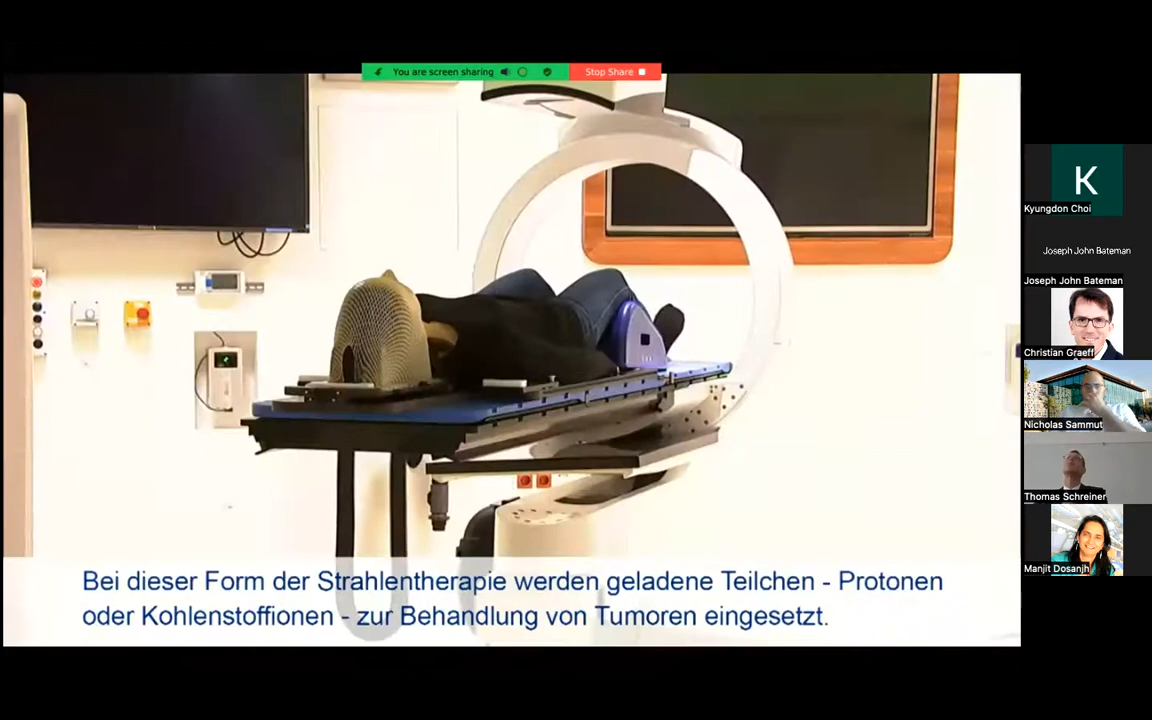 You are screen sharing
Stop Share
K
Kyungdon Choi
Joseph John Bateman
Joseph John Bateman
Christian Graeff
Nicholas Sammut
Thomas Schreiner
Manjit Dosanjh
Bei dieser Form der Strahlentherapie werden geladene Teilchen - Protonen
oder Kohlenstoffionen - zur Behandlung von Tumoren eingesetzt.